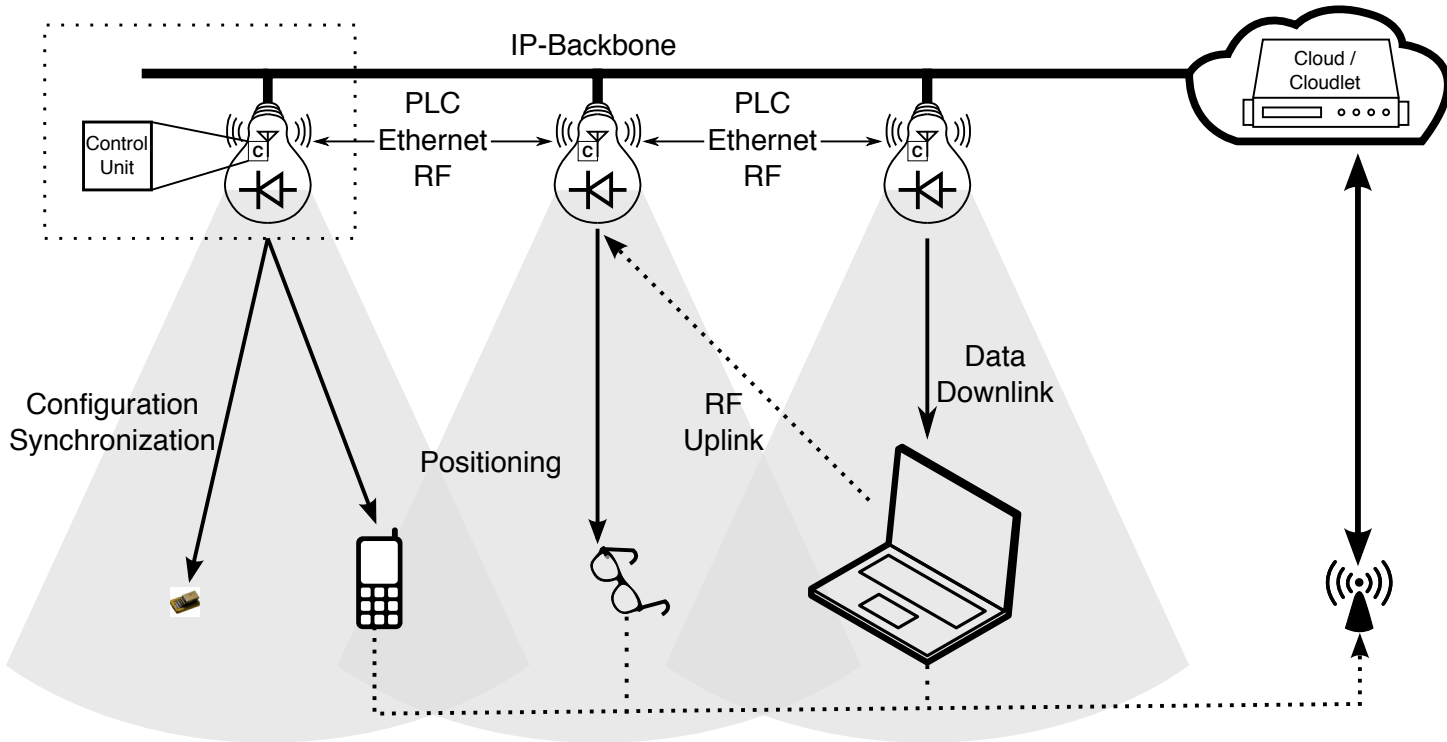 IP-Backbone
Cloud /
Cloudlet
PLC
Ethernet
RF
PLC
Ethernet
RF
Control
Unit
C
C
C
Configuration
Synchronization
Positioning
RF
Uplink
Data
Downlink